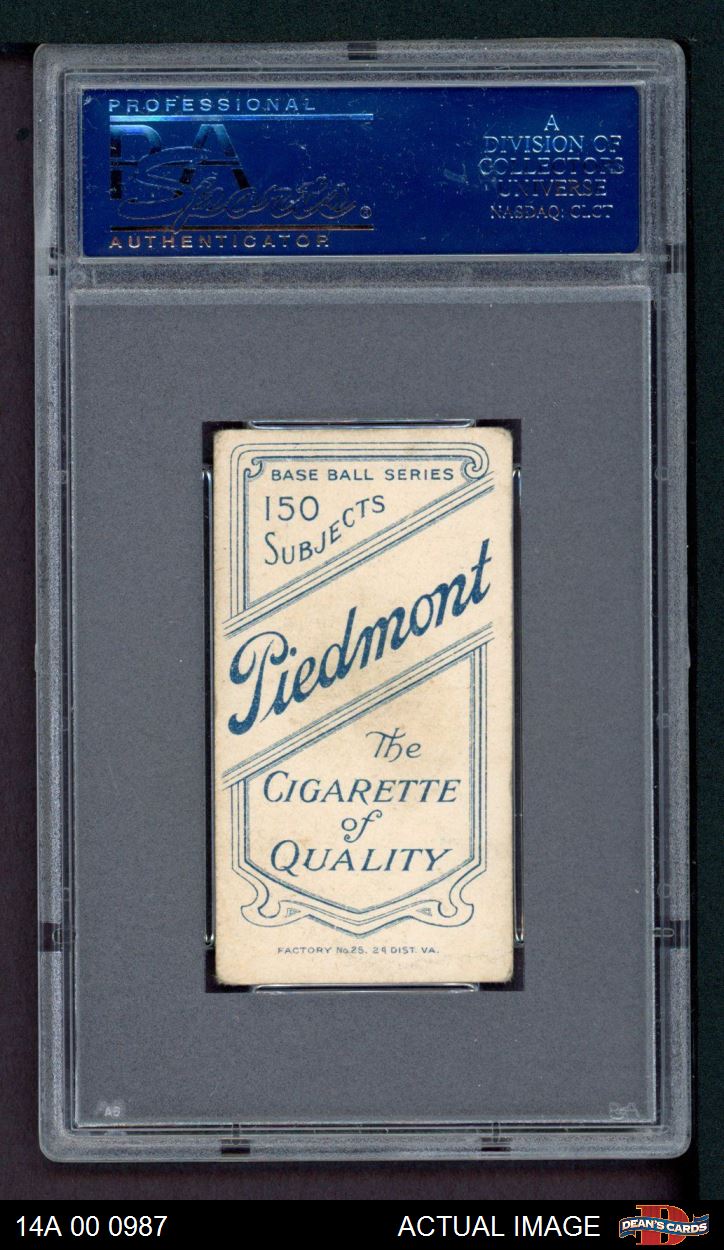 PROFESSIONAL
PSA
Sports ®
AUTHENTICATOR
A
DIVISION OF
COLLECTORS
UNIVERSE
NASDAQ: CLCT
BASE BALL SERIES
150
SUBJECTS
Piedmont
The
CIGARETTE
of
QUALITY
FACTORY No. 25, 2d DIST. VA.
PSA
14A 00 0987
ACTUAL IMAGE
DEAN'S CARDS